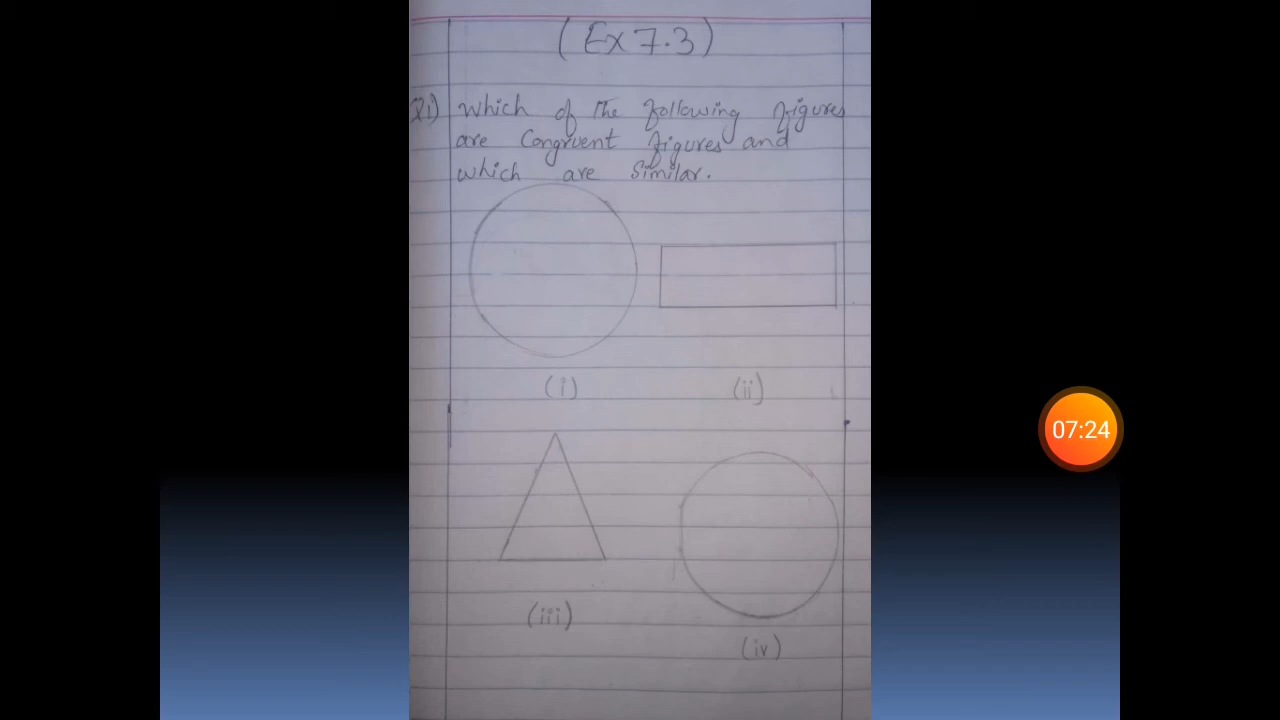 (Ex 7.3)
Q1) Which of the following figures
are Congruent figures and
which are Similar.
(i)
(ii)
(iii)
(iv)
07:24